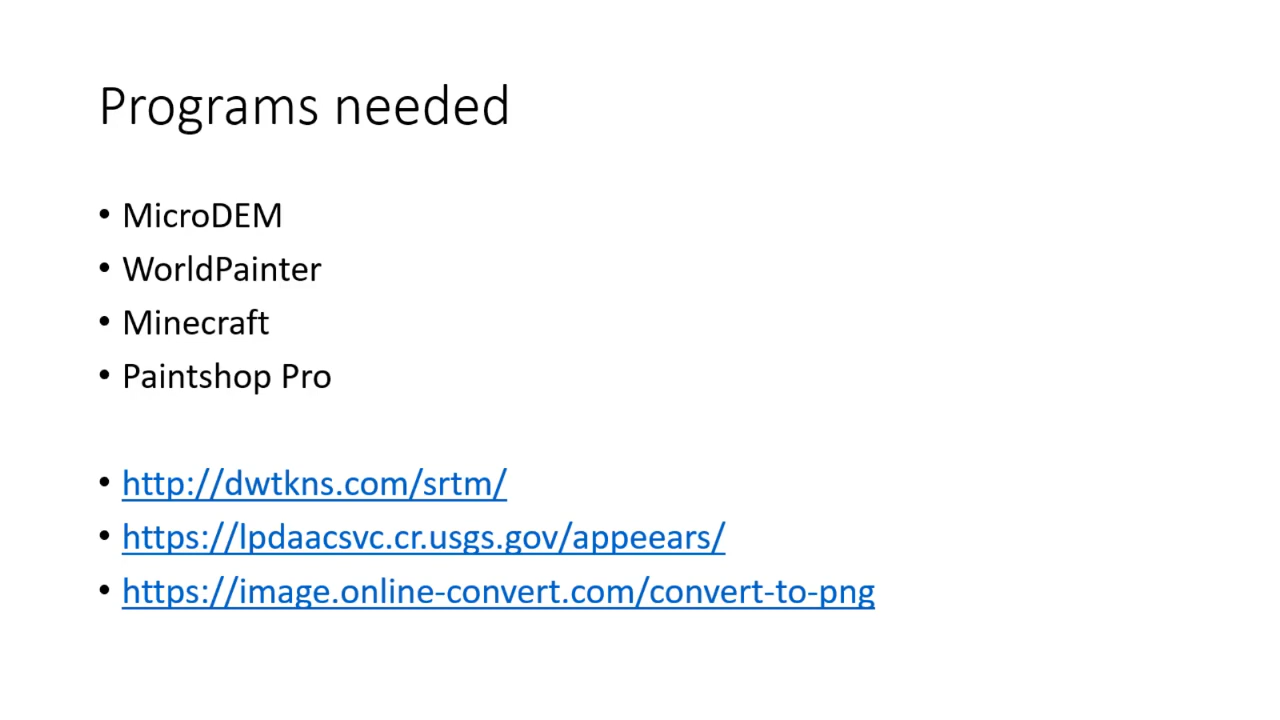 Programs needed
• MicroDEM
• WorldPainter
• Minecraft
• Paintshop Pro
• http://dwtkns.com/srtm/
• https://lpdaacsvc.cr.usgs.gov/appeears/
• https://image.online-convert.com/convert-to-png